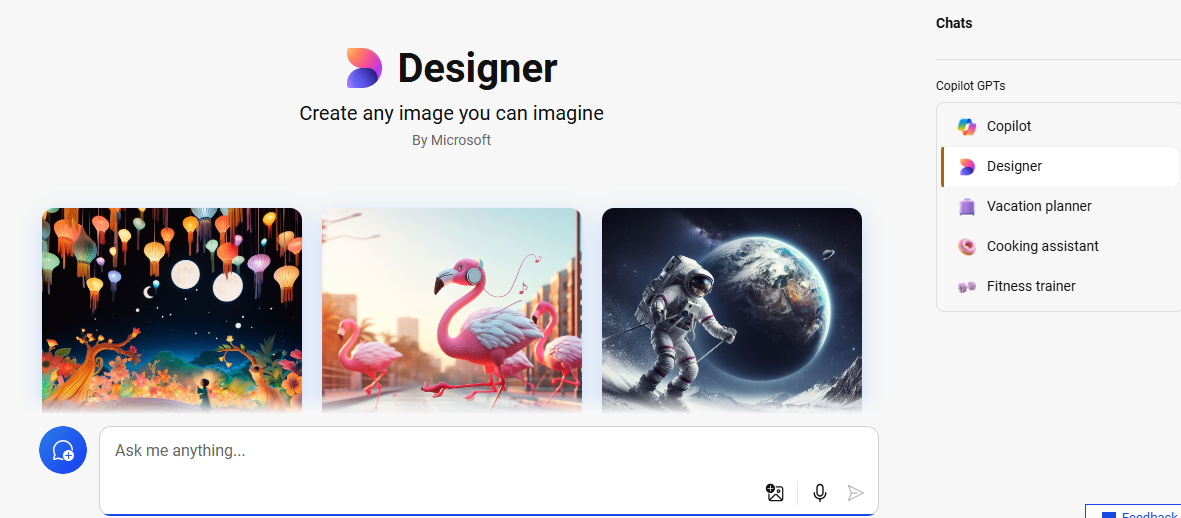 Designer
Create any image you can imagine
By Microsoft
Ask me anything...
Chats
Copilot GPTs
Copilot
Designer
Vacation planner
Cooking assistant
Fitness trainer
Feedback